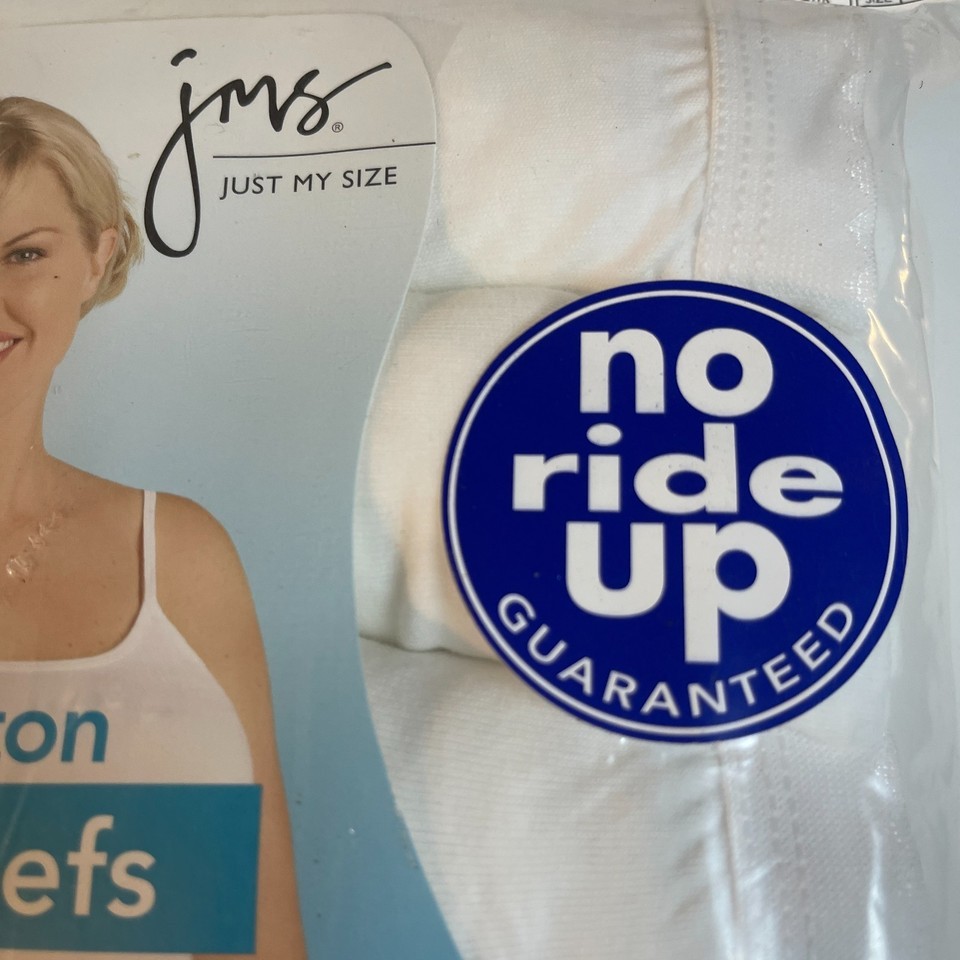 jms®
JUST MY SIZE
no
ride
up
GUARANTEED
ton
efs